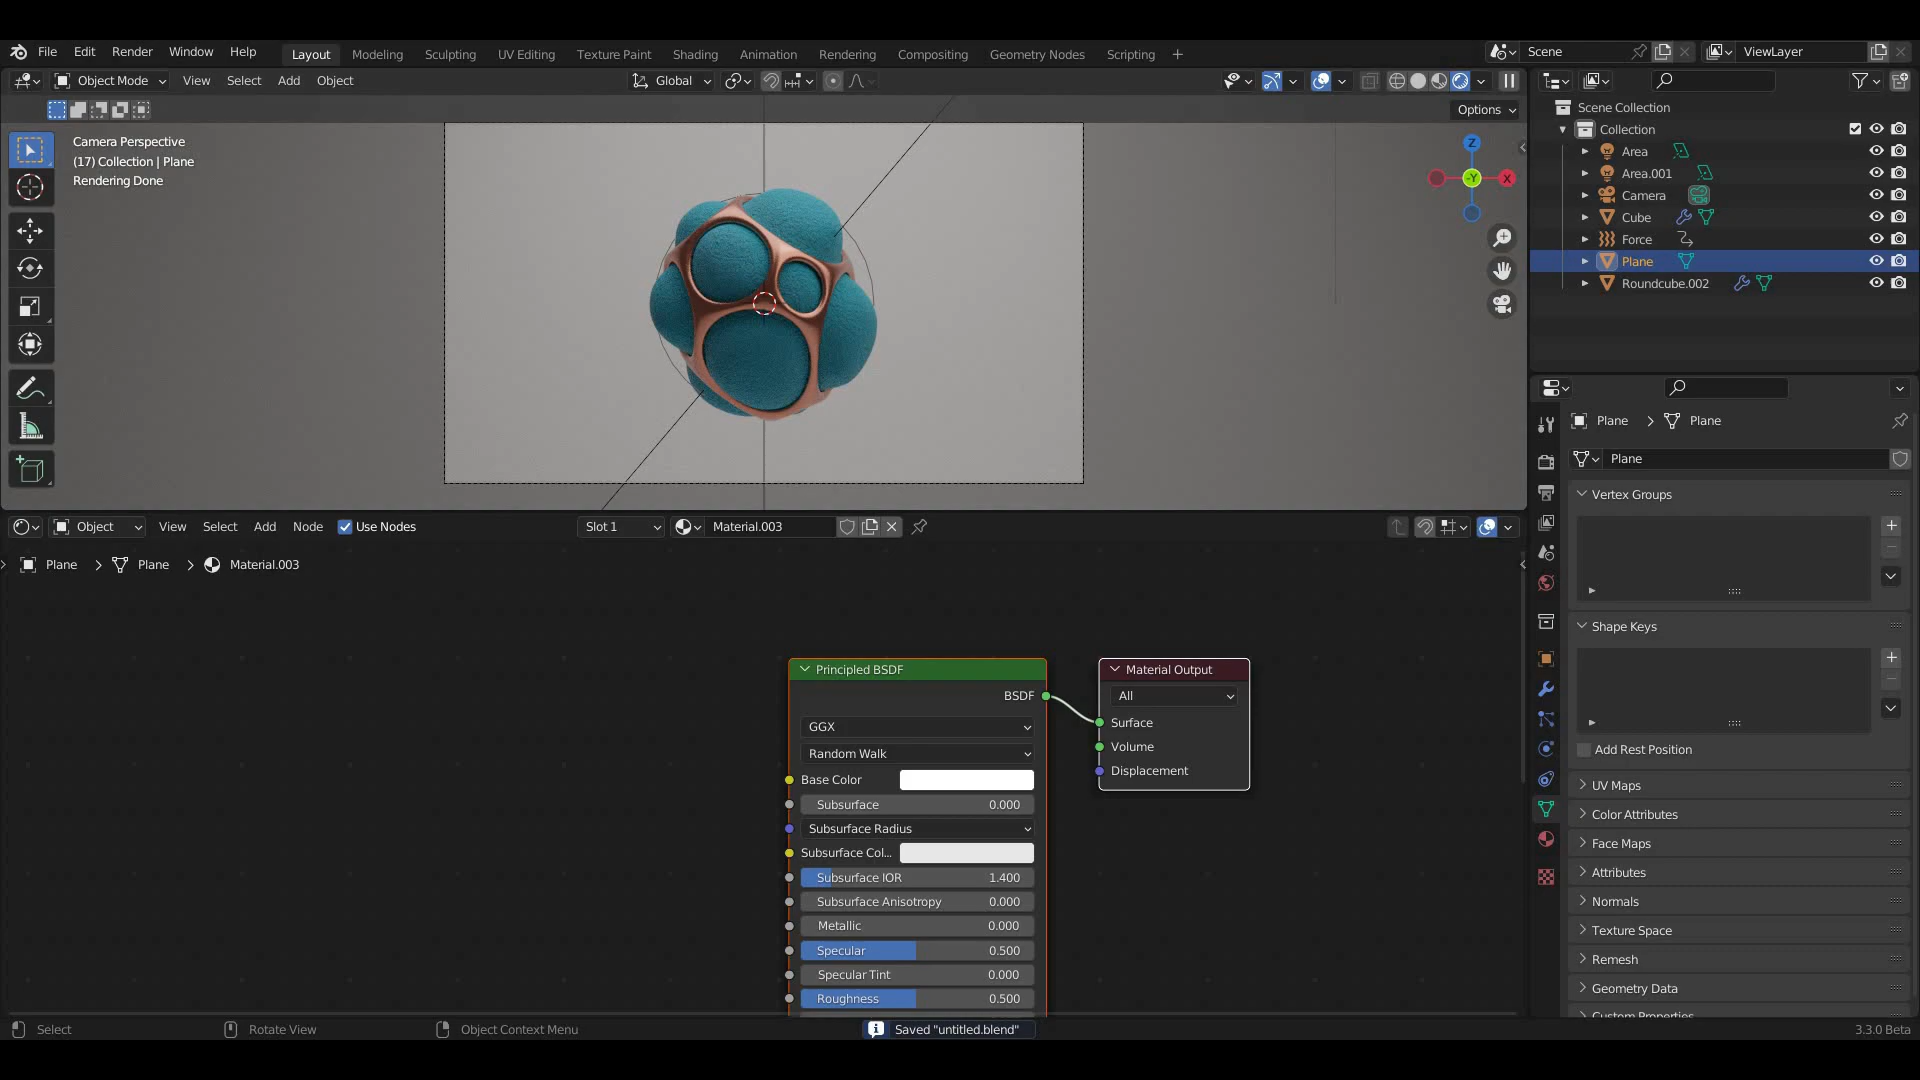 File Edit Render Window Help Layout Modeling Sculpting UV Editing Texture Paint Shading Animation Rendering Compositing Geometry Nodes Scripting + Scene ViewLayer
Object Mode View Select Add Object Global
Options
Camera Perspective
(17) Collection | Plane
Rendering Done
Z
-Y
X
Scene Collection
Collection
Area
Area.001
Camera
Cube
Force
Plane
Roundcube.002
Object View Select Add Node Use Nodes Slot 1 Material.003
Plane > Plane > Material.003
Principled BSDF
BSDF
GGX
Random Walk
Base Color
Subsurface 0.000
Subsurface Radius
Subsurface Col...
Subsurface IOR 1.400
Subsurface Anisotropy 0.000
Metallic 0.000
Specular 0.500
Specular Tint 0.000
Roughness 0.500
Material Output
All
Surface
Volume
Displacement
Plane > Plane
Plane
Vertex Groups
Shape Keys
Add Rest Position
UV Maps
Color Attributes
Face Maps
Attributes
Normals
Texture Space
Remesh
Geometry Data
Custom Properties
Select Rotate View Object Context Menu Saved "untitled.blend" 3.3.0 Beta